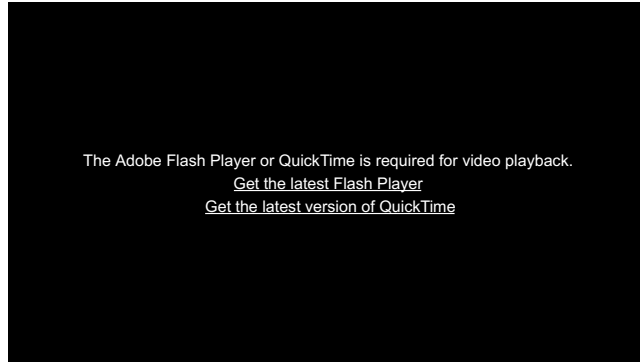 The Adobe Flash Player or QuickTime is required for video playback.
Get the latest Flash Player
Get the latest version of QuickTime